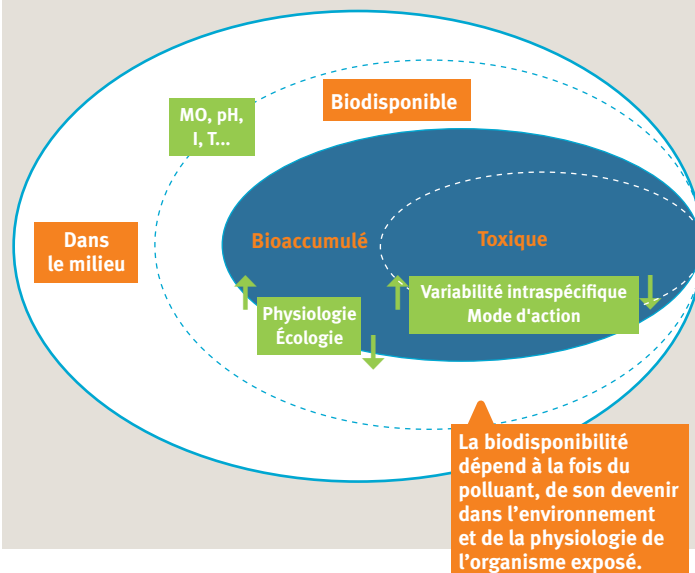 Biodisponible
MO, pH,
I, T...
Dans
le milieu
Bioaccumulé
Toxique
Variabilité intraspécifique
Mode d'action
Physiologie
Écologie
La biodisponibilité
dépend à la fois du
polluant, de son devenir
dans l’environnement
et de la physiologie de
l’organisme exposé.